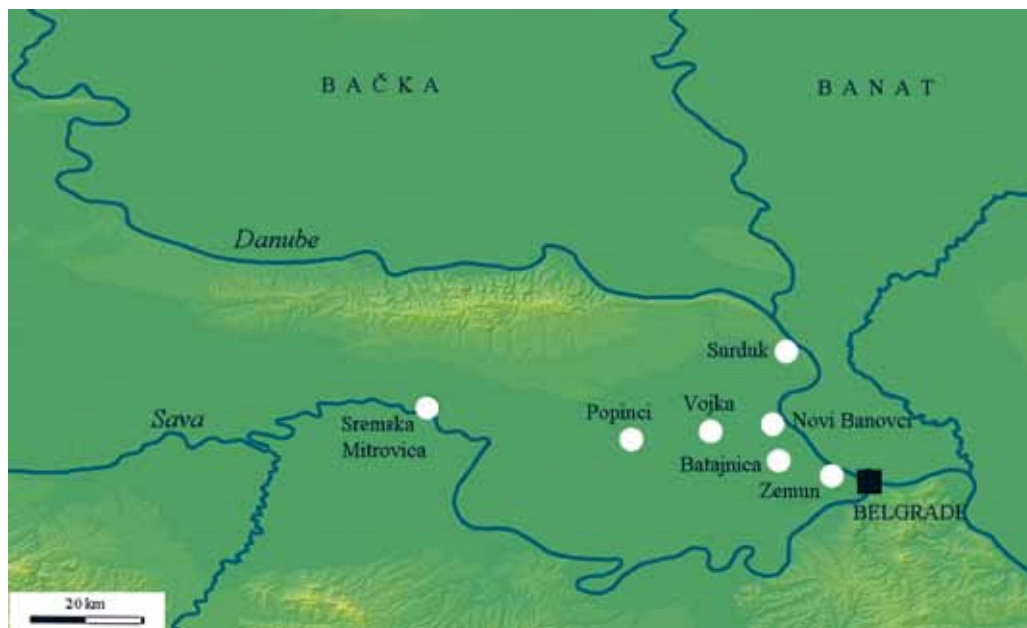 BAČKA
BANAT
Danube
Surduk
Sava
Sremska
Mitrovica
Popinci
Vojka
Novi Banovci
Batajnica
Zemun
BELGRADE
20 km